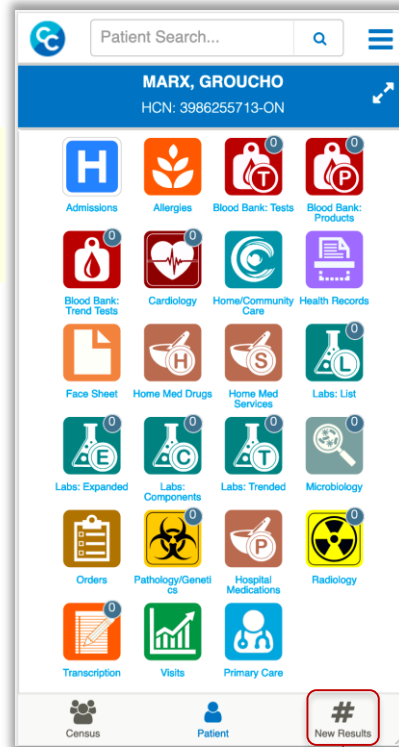 CC
Patient Search...
MARX, GROUCHO
HCN: 3986255713-ON
H
Admissions
Allergies
0
T
Blood Bank: Tests
0
P
Blood Bank:
Products
0
Blood Bank:
Trend Tests
0
Cardiology
Home/Community
Care
Health Records
Face Sheet
H
Home Med Drugs
S
Home Med
Services
0
L
Labs: List
0
E
Labs: Expanded
0
C
Labs:
Components
0
T
Labs: Trended
0
Microbiology
Orders
0
Pathology/Geneti
cs
P
Hospital
Medications
0
Radiology
0
Transcription
Visits
Primary Care
Census
Patient
#
New Results